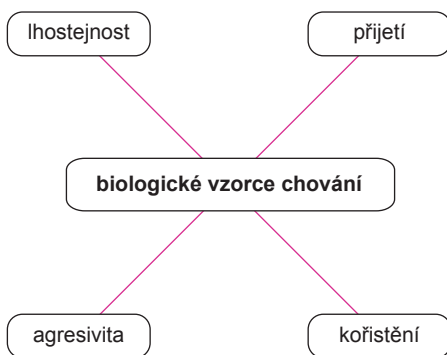 lhostejnost
přijetí
biologické vzorce chování
agresivita
kořistění